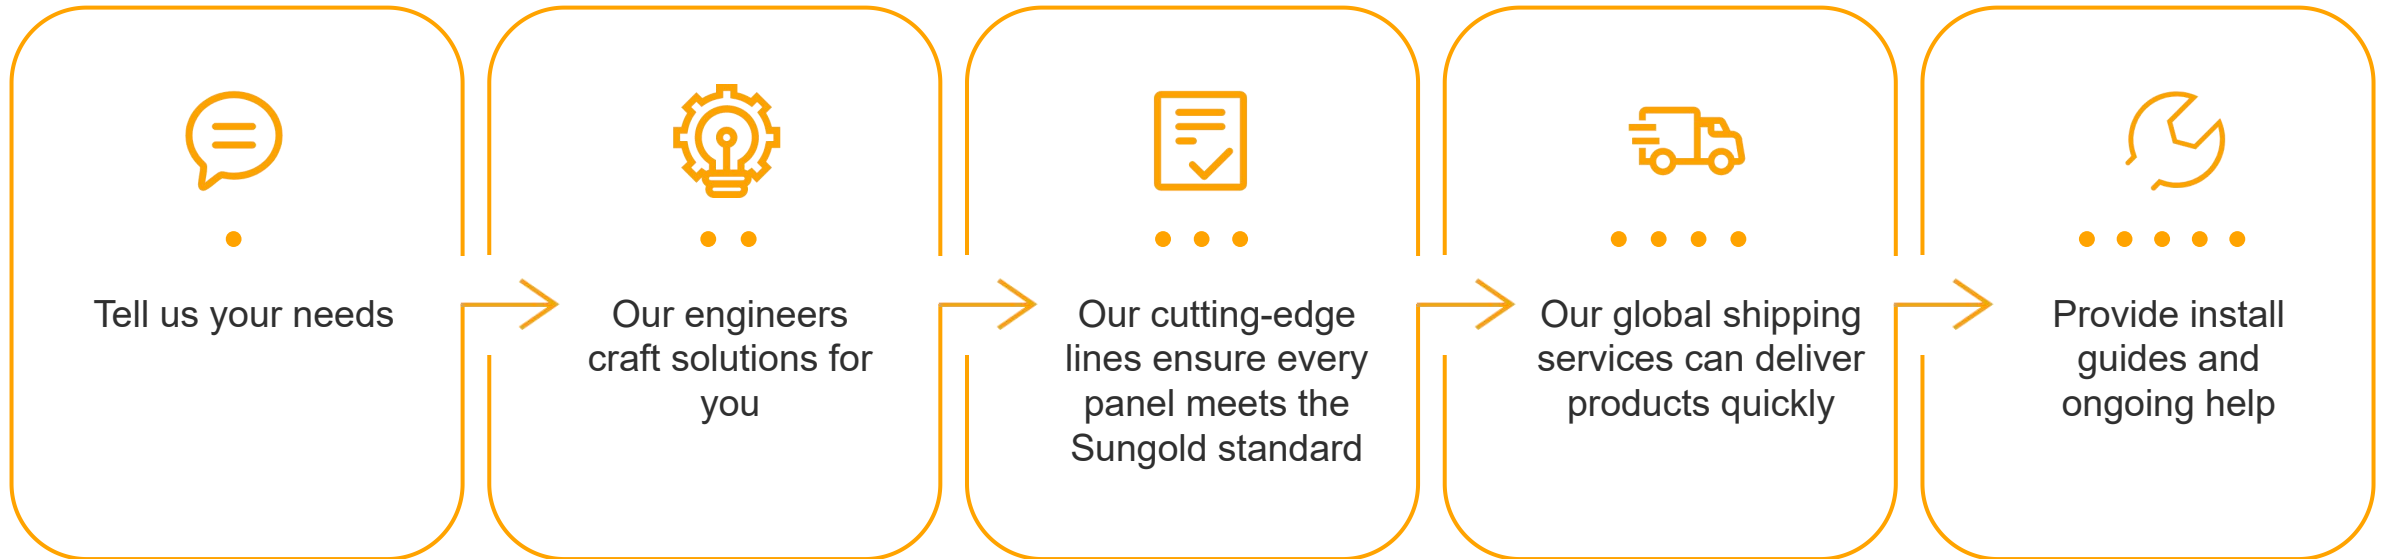 Tell us your needs
Our engineers
craft solutions for
you
Our cutting-edge
lines ensure every
panel meets the
Sungold standard
Our global shipping
services can deliver
products quickly
Provide install
guides and
ongoing help